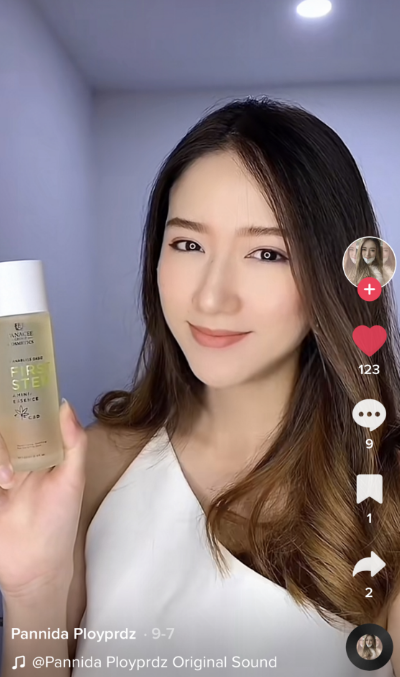 FIRST
STEP
ESSENCE
123
9
1
2
Pannida Ployprdz · 9-7
@Pannida Ployprdz Original Sound